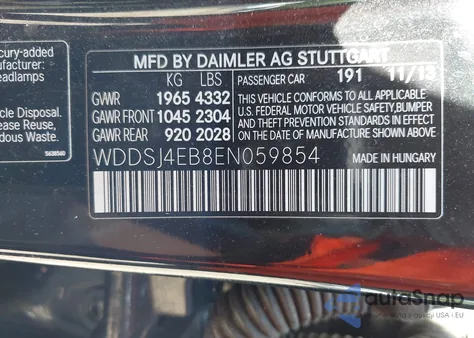 cury-added
nufacturer:
eadlamps
icle Disposal.
ease Reuse,
dous Waste.
MFD BY DAIMLER AG STUTTGART
KG LBS
PASSENGER CAR 191 11/13
GVWR 1965 4332
GAWR FRONT 1045 2304
GAWR REAR 920 2028
THIS VEHICLE CONFORMS TO ALL APPLICABLE
U.S. FEDERAL MOTOR VEHICLE SAFETY, BUMPER
AND THEFT PREVENTION STANDARDS IN EFFECT
ON THE DATE OF MANUFACTURE SHOWN ABOVE.
WDDSJ4EB8EN059854
MADE IN HUNGARY
autoSnap